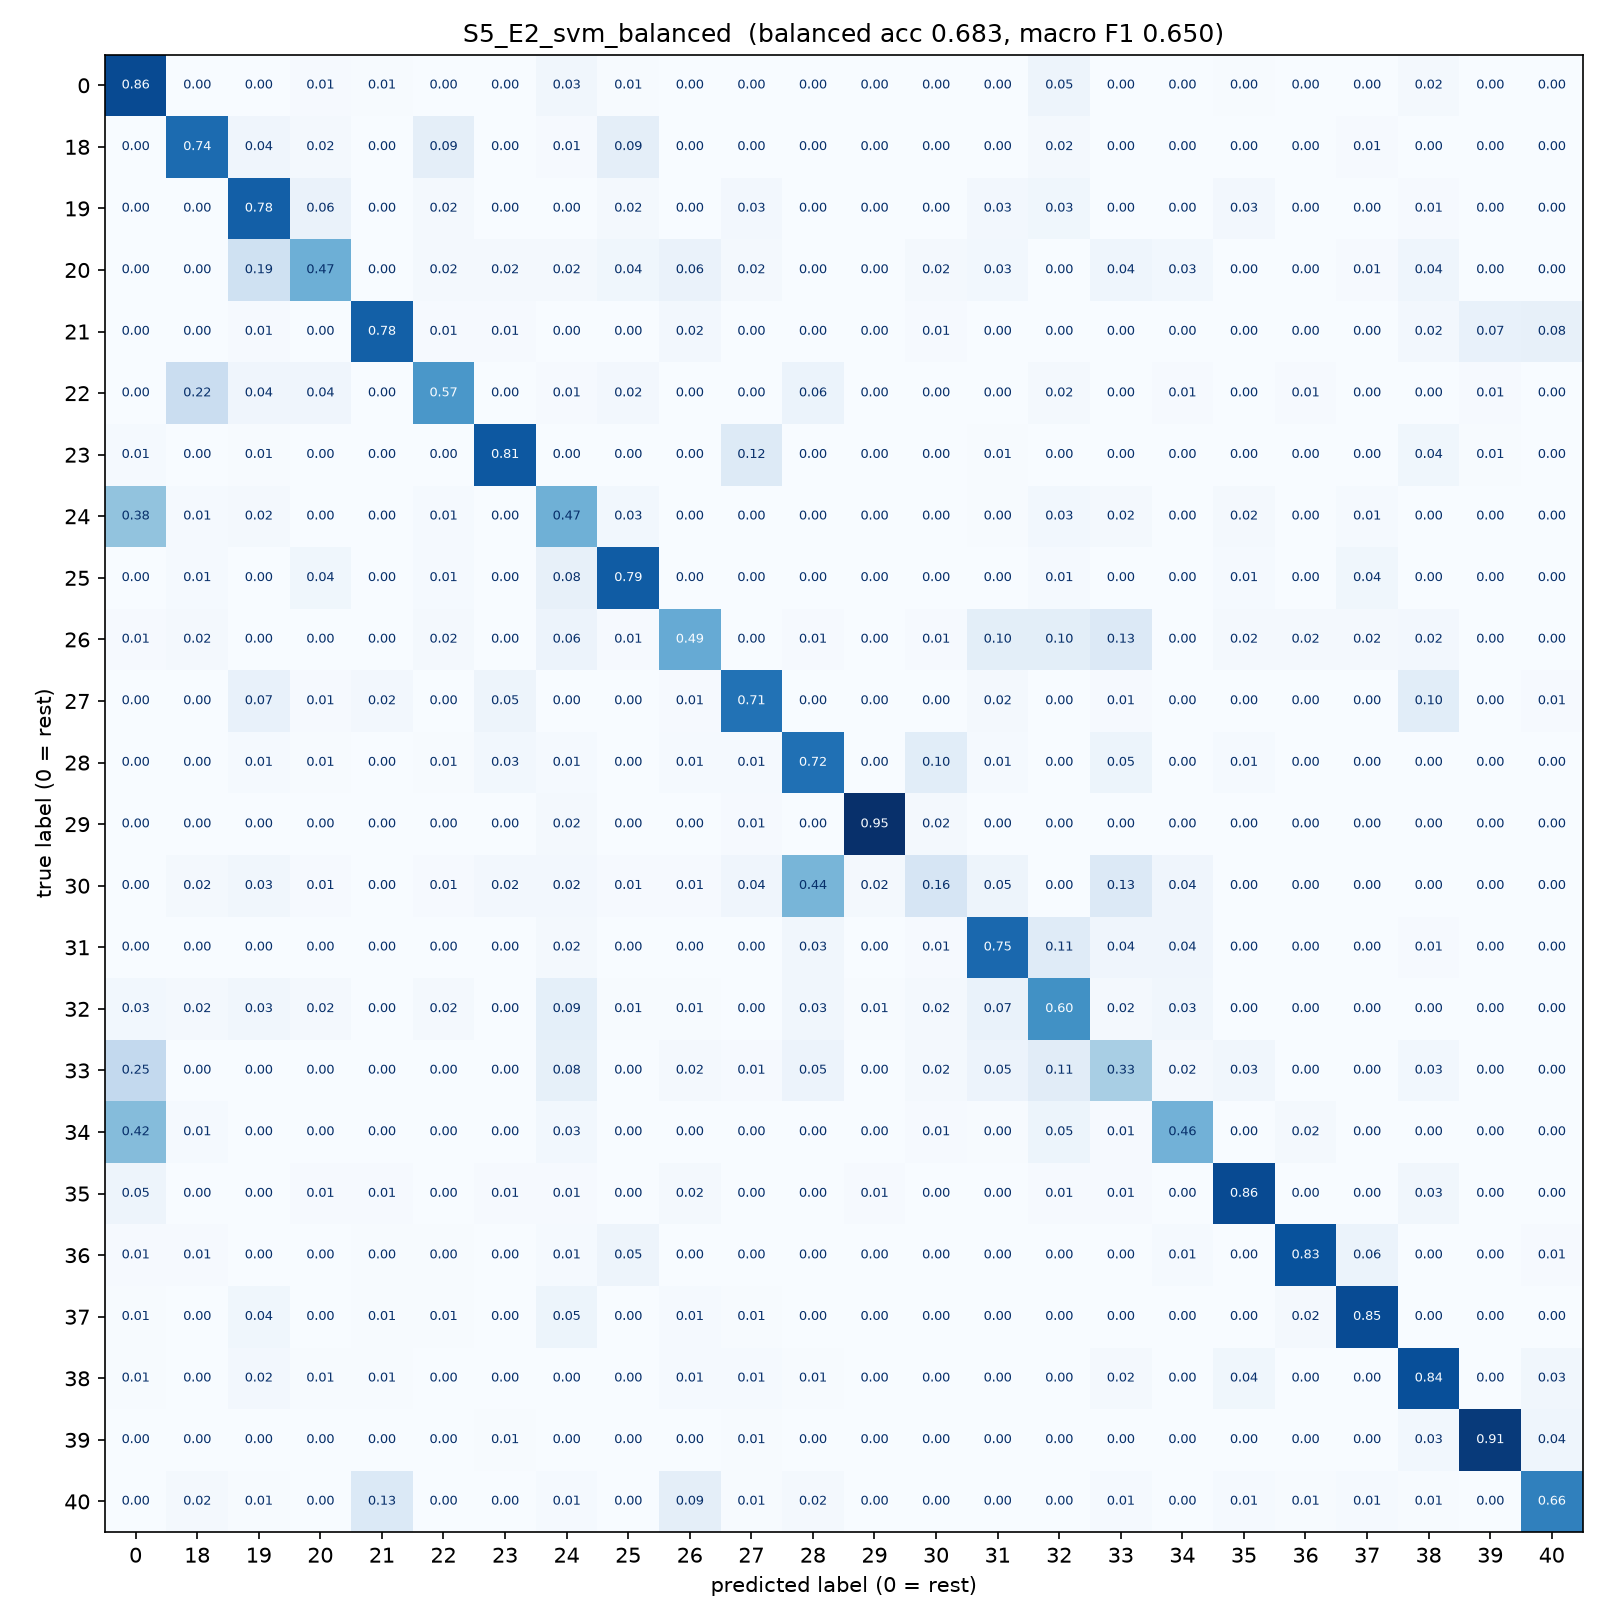 S5_E2_svm_balanced  (balanced acc 0.683, macro F1 0.650)
true label (0 = rest)
0 0.86 0.00 0.00 0.01 0.01 0.00 0.00 0.03 0.01 0.00 0.00 0.00 0.00 0.00 0.00 0.05 0.00 0.00 0.00 0.00 0.00 0.02 0.00 0.00
18 0.00 0.74 0.04 0.02 0.00 0.09 0.00 0.01 0.09 0.00 0.00 0.00 0.00 0.00 0.00 0.02 0.00 0.00 0.00 0.00 0.01 0.00 0.00 0.00
19 0.00 0.00 0.78 0.06 0.00 0.02 0.00 0.00 0.02 0.00 0.03 0.00 0.00 0.00 0.03 0.03 0.00 0.00 0.03 0.00 0.00 0.01 0.00 0.00
20 0.00 0.00 0.19 0.47 0.00 0.02 0.02 0.02 0.04 0.06 0.02 0.00 0.00 0.02 0.03 0.00 0.04 0.03 0.00 0.00 0.01 0.04 0.00 0.00
21 0.00 0.00 0.01 0.00 0.78 0.01 0.01 0.00 0.00 0.02 0.00 0.00 0.00 0.01 0.00 0.00 0.00 0.00 0.00 0.00 0.00 0.02 0.07 0.08
22 0.00 0.22 0.04 0.04 0.00 0.57 0.00 0.01 0.02 0.00 0.00 0.06 0.00 0.00 0.00 0.02 0.00 0.01 0.00 0.01 0.00 0.00 0.01 0.00
23 0.01 0.00 0.01 0.00 0.00 0.00 0.81 0.00 0.00 0.00 0.12 0.00 0.00 0.00 0.01 0.00 0.00 0.00 0.00 0.00 0.00 0.04 0.01 0.00
24 0.38 0.01 0.02 0.00 0.00 0.01 0.00 0.47 0.03 0.00 0.00 0.00 0.00 0.00 0.00 0.03 0.02 0.00 0.02 0.00 0.01 0.00 0.00 0.00
25 0.00 0.01 0.00 0.04 0.00 0.01 0.00 0.08 0.79 0.00 0.00 0.00 0.00 0.00 0.00 0.01 0.00 0.00 0.01 0.00 0.04 0.00 0.00 0.00
26 0.01 0.02 0.00 0.00 0.00 0.02 0.00 0.06 0.01 0.49 0.00 0.01 0.00 0.01 0.10 0.10 0.13 0.00 0.02 0.02 0.02 0.02 0.00 0.00
27 0.00 0.00 0.07 0.01 0.02 0.00 0.05 0.00 0.00 0.01 0.71 0.00 0.00 0.00 0.02 0.00 0.01 0.00 0.00 0.00 0.00 0.10 0.00 0.01
28 0.00 0.00 0.01 0.01 0.00 0.01 0.03 0.01 0.00 0.01 0.01 0.72 0.00 0.10 0.01 0.00 0.05 0.00 0.01 0.00 0.00 0.00 0.00 0.00
29 0.00 0.00 0.00 0.00 0.00 0.00 0.00 0.02 0.00 0.00 0.01 0.00 0.95 0.02 0.00 0.00 0.00 0.00 0.00 0.00 0.00 0.00 0.00 0.00
30 0.00 0.02 0.03 0.01 0.00 0.01 0.02 0.02 0.01 0.01 0.04 0.44 0.02 0.16 0.05 0.00 0.13 0.04 0.00 0.00 0.00 0.00 0.00 0.00
31 0.00 0.00 0.00 0.00 0.00 0.00 0.00 0.02 0.00 0.00 0.00 0.03 0.00 0.01 0.75 0.11 0.04 0.04 0.00 0.00 0.00 0.01 0.00 0.00
32 0.03 0.02 0.03 0.02 0.00 0.02 0.00 0.09 0.01 0.01 0.00 0.03 0.01 0.02 0.07 0.60 0.02 0.03 0.00 0.00 0.00 0.00 0.00 0.00
33 0.25 0.00 0.00 0.00 0.00 0.00 0.00 0.08 0.00 0.02 0.01 0.05 0.00 0.02 0.05 0.11 0.33 0.02 0.03 0.00 0.00 0.03 0.00 0.00
34 0.42 0.01 0.00 0.00 0.00 0.00 0.00 0.03 0.00 0.00 0.00 0.00 0.00 0.01 0.00 0.05 0.01 0.46 0.00 0.02 0.00 0.00 0.00 0.00
35 0.05 0.00 0.00 0.01 0.01 0.00 0.01 0.01 0.00 0.02 0.00 0.00 0.01 0.00 0.00 0.01 0.01 0.00 0.86 0.00 0.00 0.03 0.00 0.00
36 0.01 0.01 0.00 0.00 0.00 0.00 0.00 0.01 0.05 0.00 0.00 0.00 0.00 0.00 0.00 0.00 0.00 0.01 0.00 0.83 0.06 0.00 0.00 0.01
37 0.01 0.00 0.04 0.00 0.01 0.01 0.00 0.05 0.00 0.01 0.01 0.00 0.00 0.00 0.00 0.00 0.00 0.00 0.00 0.02 0.85 0.00 0.00 0.00
38 0.01 0.00 0.02 0.01 0.01 0.00 0.00 0.00 0.00 0.01 0.01 0.01 0.00 0.00 0.00 0.00 0.02 0.00 0.04 0.00 0.00 0.84 0.00 0.03
39 0.00 0.00 0.00 0.00 0.00 0.00 0.01 0.00 0.00 0.00 0.01 0.00 0.00 0.00 0.00 0.00 0.00 0.00 0.00 0.00 0.00 0.03 0.91 0.04
40 0.00 0.02 0.01 0.00 0.13 0.00 0.00 0.01 0.00 0.09 0.01 0.02 0.00 0.00 0.00 0.00 0.01 0.00 0.01 0.01 0.01 0.01 0.00 0.66
0 18 19 20 21 22 23 24 25 26 27 28 29 30 31 32 33 34 35 36 37 38 39 40
predicted label (0 = rest)